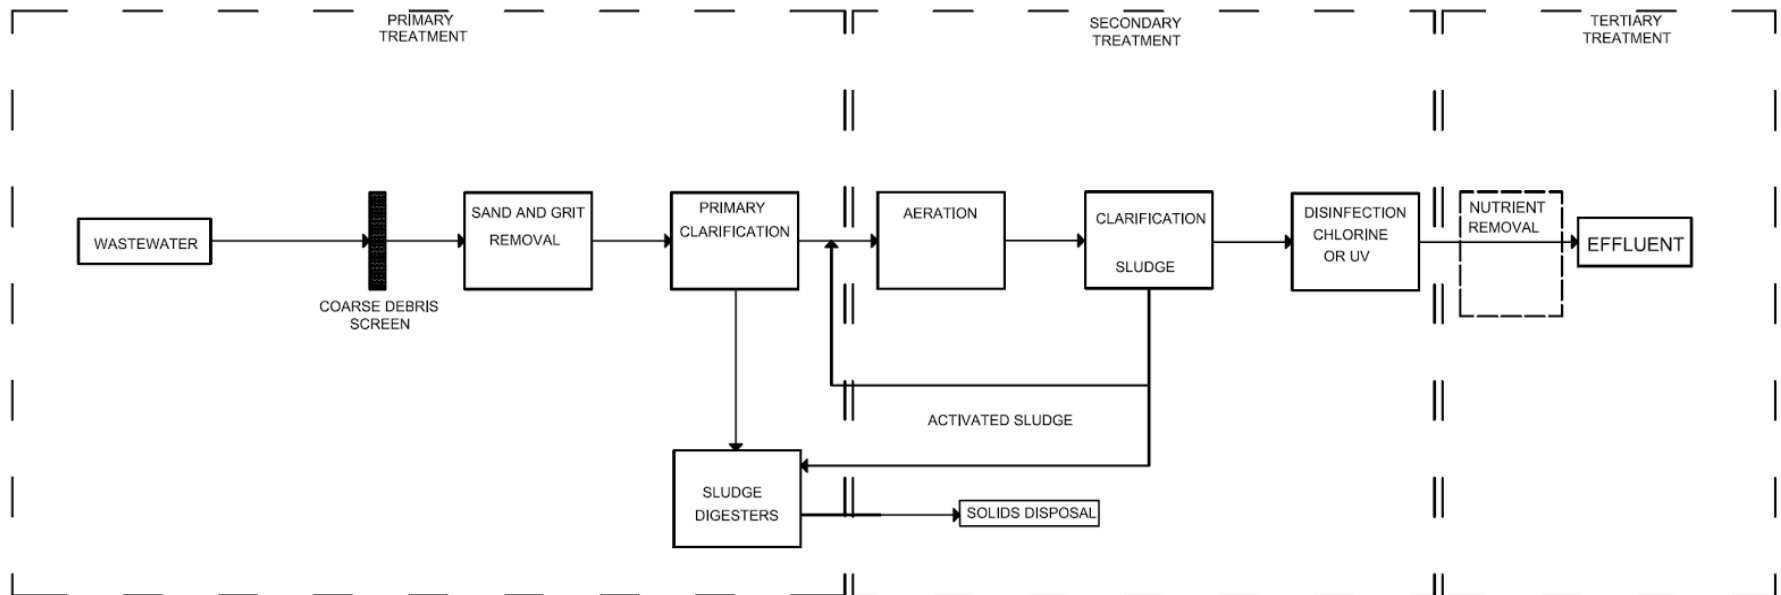 PRIMARY
TREATMENT
SECONDARY
TREATMENT
TERTIARY
TREATMENT
WASTEWATER
COARSE DEBRIS
SCREEN
SAND AND GRIT
REMOVAL
PRIMARY
CLARIFICATION
AERATION
CLARIFICATION
SLUDGE
DISINFECTION
CHLORINE
OR UV
NUTRIENT
REMOVAL
EFFLUENT
ACTIVATED SLUDGE
SLUDGE
DIGESTERS
SOLIDS DISPOSAL